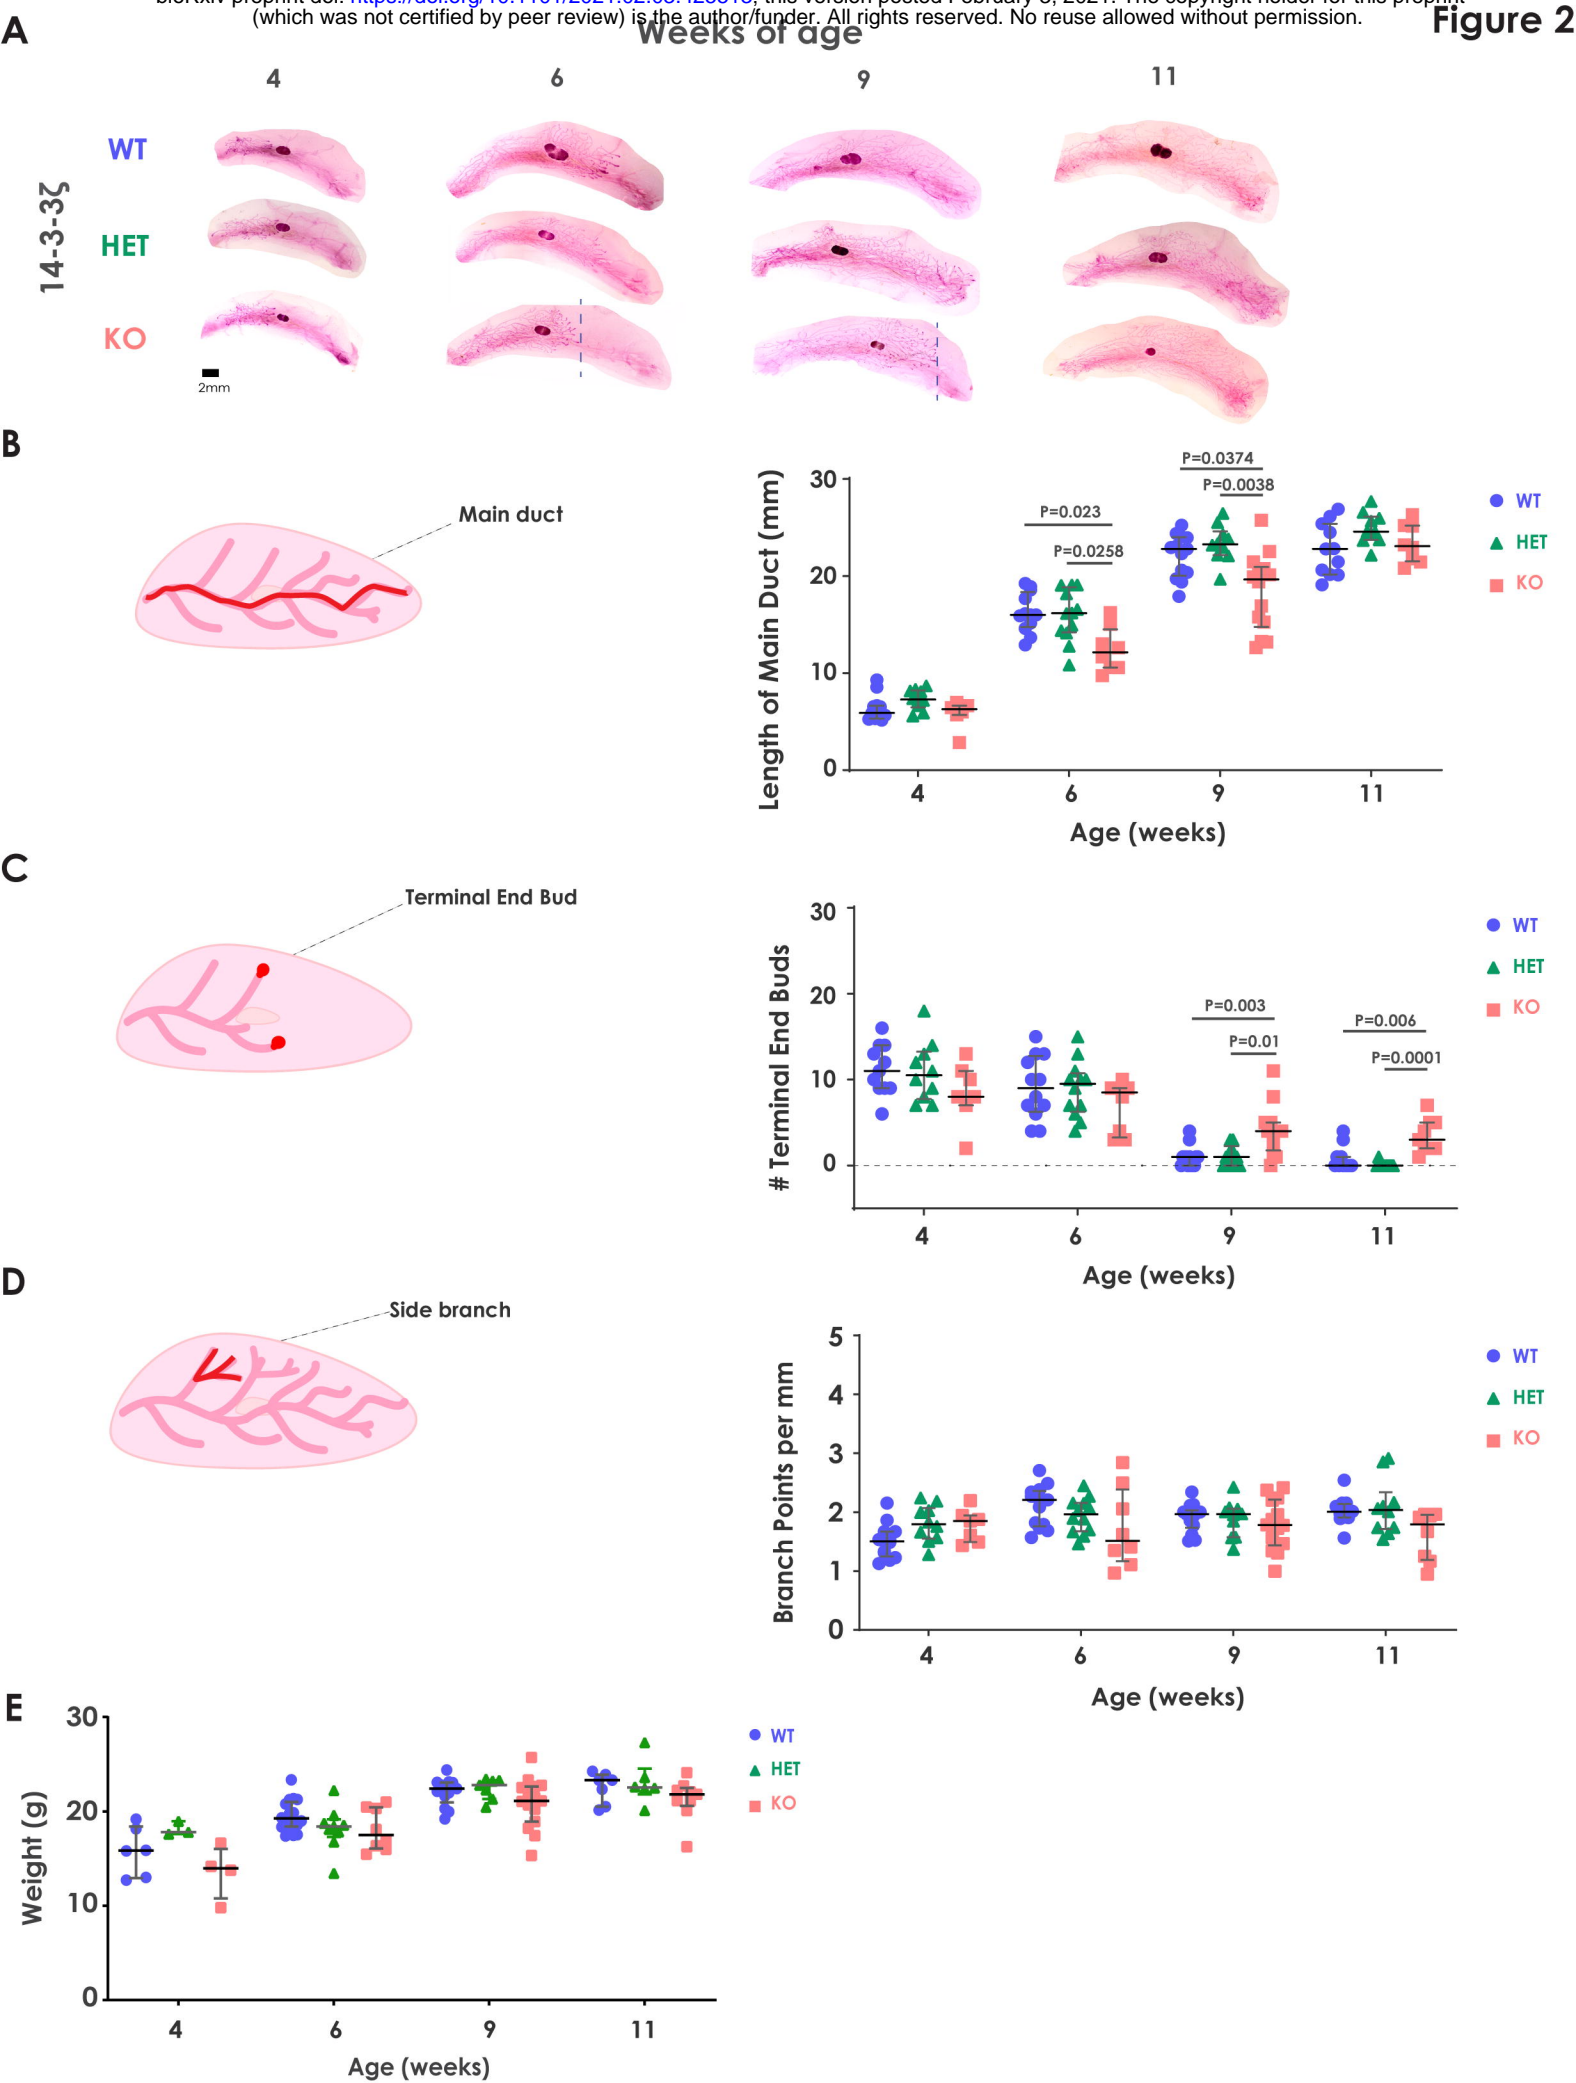 (which was not certified by peer review) is the author/funder. All rights reserved. No reuse allowed without permission.
Figure 2
A
Weeks of age
4 6 9 11
14-3-3ζ
WT
HET
KO
2mm
B
Main duct
Length of Main Duct (mm)
30
20
10
0
P=0.023
P=0.0258
P=0.0374
P=0.0038
4 6 9 11
Age (weeks)
WT
HET
KO
C
Terminal End Bud
# Terminal End Buds
30
20
10
0
P=0.003
P=0.01
P=0.006
P=0.0001
4 6 9 11
Age (weeks)
WT
HET
KO
D
Side branch
Branch Points per mm
5
4
3
2
1
0
4 6 9 11
Age (weeks)
WT
HET
KO
E
Weight (g)
30
20
10
0
4 6 9 11
Age (weeks)
WT
HET
KO